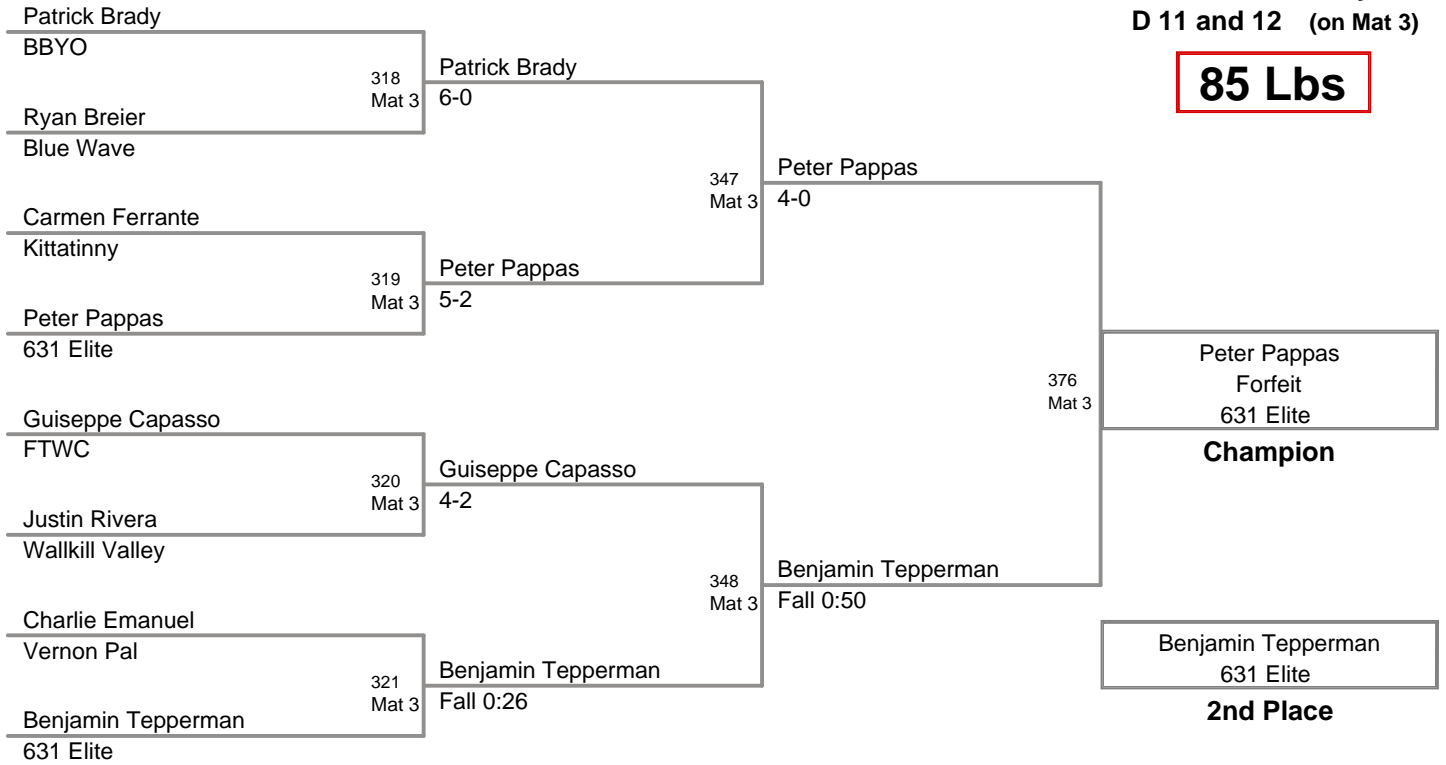 D 11 and 12 (on Mat 3)
85 Lbs
Patrick Brady
BBYO
318
Mat 3
Patrick Brady
6-0
Ryan Breier
Blue Wave
347
Mat 3
Peter Pappas
4-0
Carmen Ferrante
Kittatinny
319
Mat 3
Peter Pappas
5-2
Peter Pappas
631 Elite
376
Mat 3
Peter Pappas
Forfeit
631 Elite
Champion
Guiseppe Capasso
FTWC
320
Mat 3
Guiseppe Capasso
4-2
Justin Rivera
Wallkill Valley
348
Mat 3
Benjamin Tepperman
Fall 0:50
Charlie Emanuel
Vernon Pal
321
Mat 3
Benjamin Tepperman
Fall 0:26
Benjamin Tepperman
631 Elite
Benjamin Tepperman
631 Elite
2nd Place